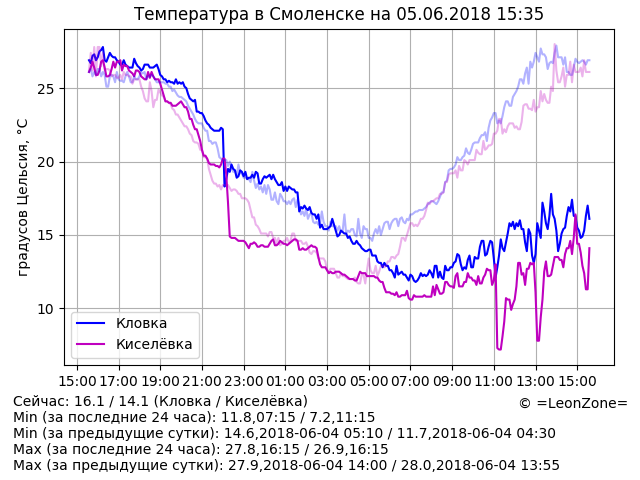 Температура в Смоленске на 05.06.2018 15:35
градусов Цельсия, °C
25
20
15
10
Кловка
Киселёвка
15:00 17:00 19:00 21:00 23:00 01:00 03:00 05:00 07:00 09:00 11:00 13:00 15:00
Сейчас: 16.1 / 14.1 (Кловка / Киселёвка)
© =LeonZone=
Min (за последние 24 часа): 11.8,07:15 / 7.2,11:15
Min (за предыдущие сутки): 14.6,2018-06-04 05:10 / 11.7,2018-06-04 04:30
Max (за последние 24 часа): 27.8,16:15 / 26.9,16:15
Max (за предыдущие сутки): 27.9,2018-06-04 14:00 / 28.0,2018-06-04 13:55